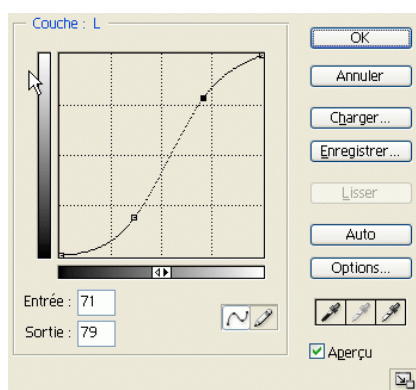 Couche : L
OK
Annuler
Charger...
Enregistrer...
Lisser
Auto
Options...
Entrée : 71
Sortie : 79
Aperçu